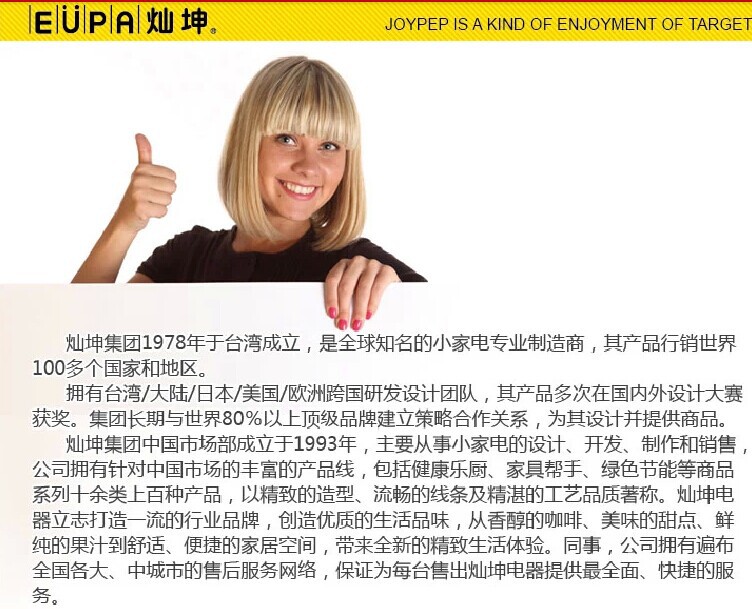 EUPA灿坤®
JOYPEP IS A KIND OF ENJOYMENT OF TARGET
灿坤集团1978年于台湾成立，是全球知名的小家电专业制造商，其产品行销世界
100多个国家和地区。
拥有台湾/大陆/日本/美国/欧洲跨国研发设计团队，其产品多次在国内外设计大赛
获奖。集团长期与世界80%以上顶级品牌建立策略合作关系，为其设计并提供商品。
灿坤集团中国市场部成立于1993年，主要从事小家电的设计、开发、制作和销售，
公司拥有针对中国市场的丰富的产品线，包括健康乐厨、家具帮手、绿色节能等商品
系列十余类上百种产品，以精致的造型、流畅的线条及精湛的工艺品质著称。灿坤电
器立志打造一流的行业品牌，创造优质的生活品味，从香醇的咖啡、美味的甜点、鲜
纯的果汁到舒适、便捷的家居空间，带来全新的精致生活体验。同事，公司拥有遍布
全国各大、中城市的售后服务网络，保证为每台售出灿坤电器提供最全面、快捷的服
务。